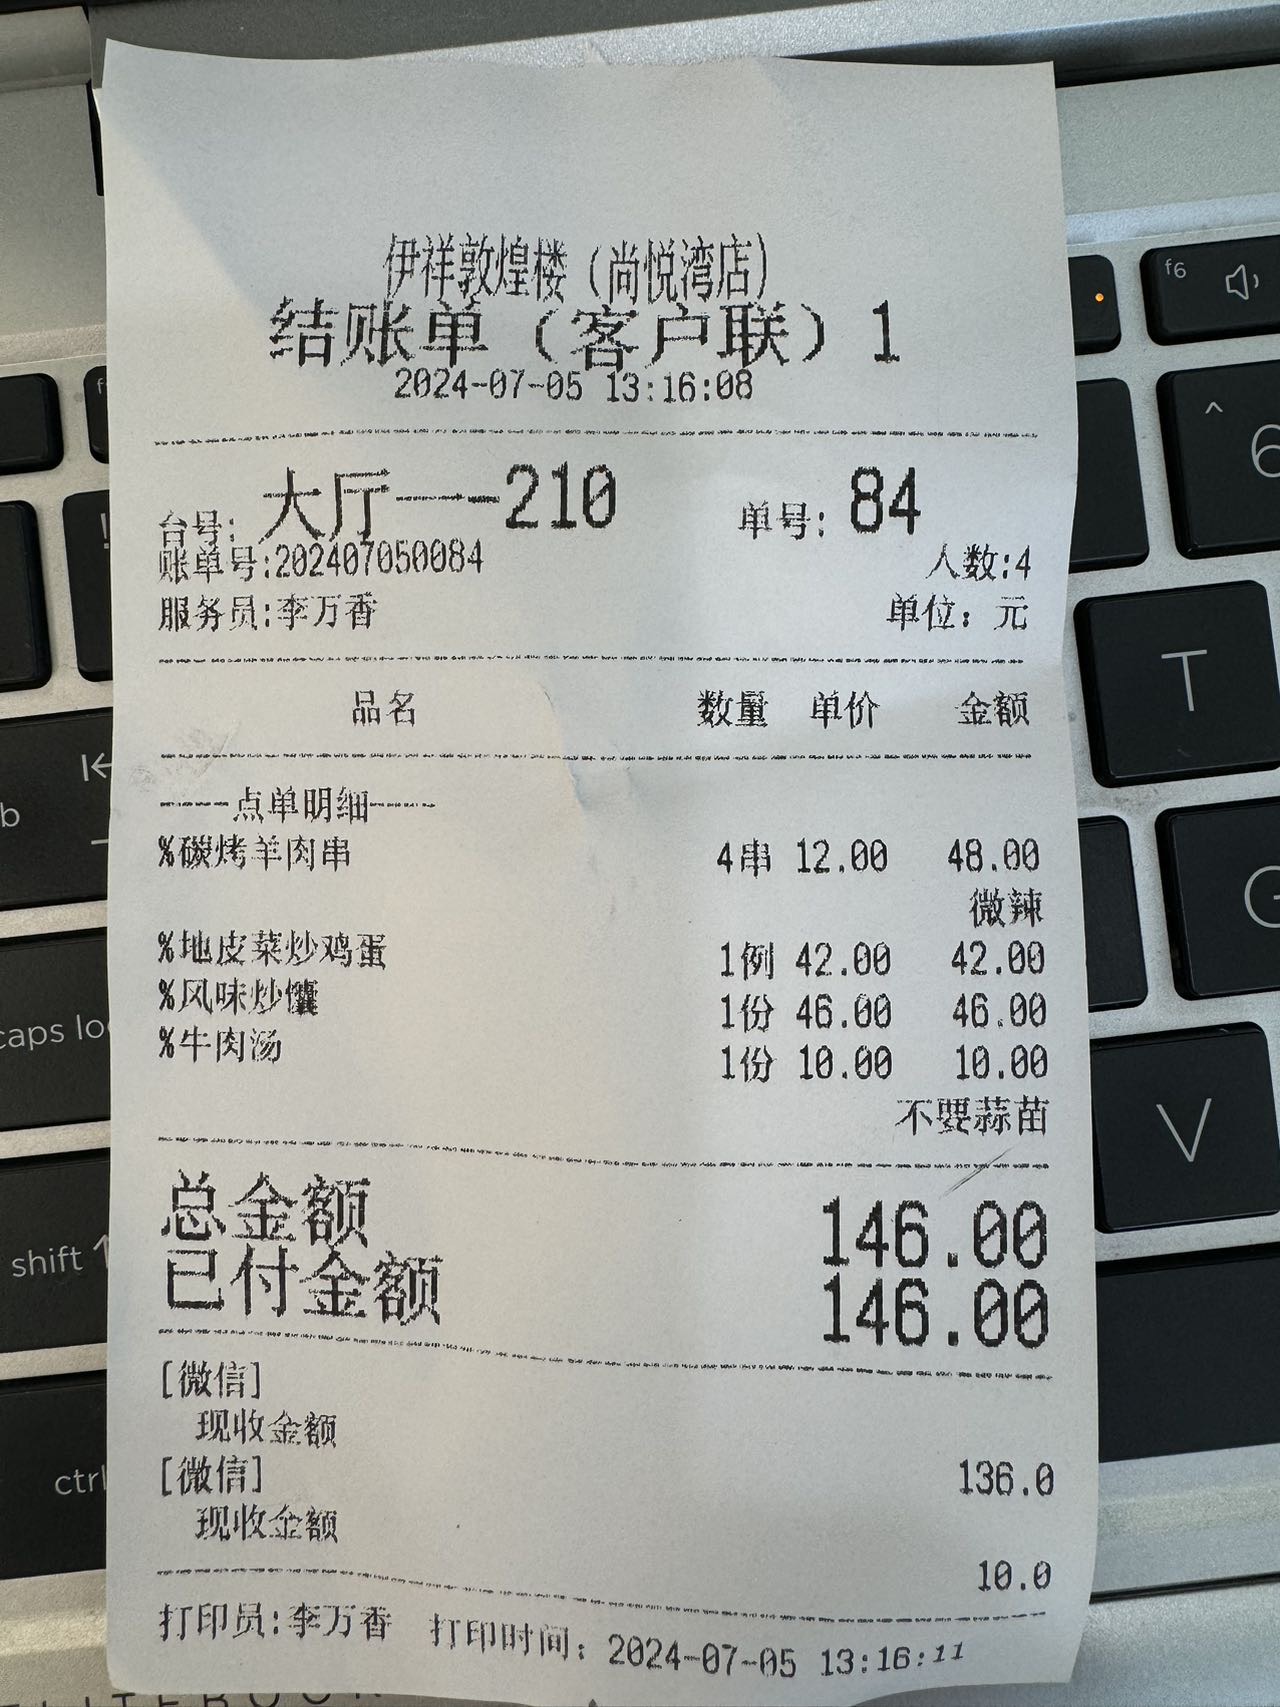 伊祥敦煌楼（尚悦湾店）
结账单（客户联）1
2024-07-05 13:16:08
台号: 大厅---210 单号: 84
账单号:202407050084 人数:4
服务员:李万香 单位: 元
品名 数量 单价 金额
----点单明细----
%碳烤羊肉串 4串 12.00 48.00
微辣
%地皮菜炒鸡蛋 1例 42.00 42.00
%风味炒馕 1份 46.00 46.00
%牛肉汤 1份 10.00 10.00
不要蒜苗
总金额 146.00
已付金额 146.00
[微信]
现收金额 136.0
[微信]
现收金额 10.0
打印员:李万香 打印时间: 2024-07-05 13:16:11
f6
^
6
T
G
V
!
b
caps lo
shift
ctrl